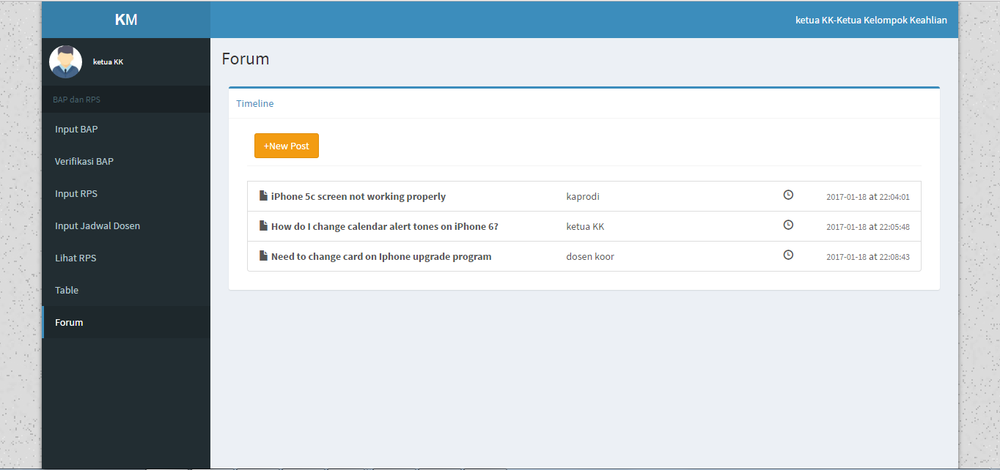 KM
ketua KK-Ketua Kelompok Keahlian
ketua KK
BAP dan RPS
Input BAP
Verifikasi BAP
Input RPS
Input Jadwal Dosen
Lihat RPS
Table
Forum
Forum
Timeline
+New Post
iPhone 5c screen not working properly kaprodi 2017-01-18 at 22:04:01
How do I change calendar alert tones on iPhone 6? ketua KK 2017-01-18 at 22:05:48
Need to change card on Iphone upgrade program dosen koor 2017-01-18 at 22:08:43